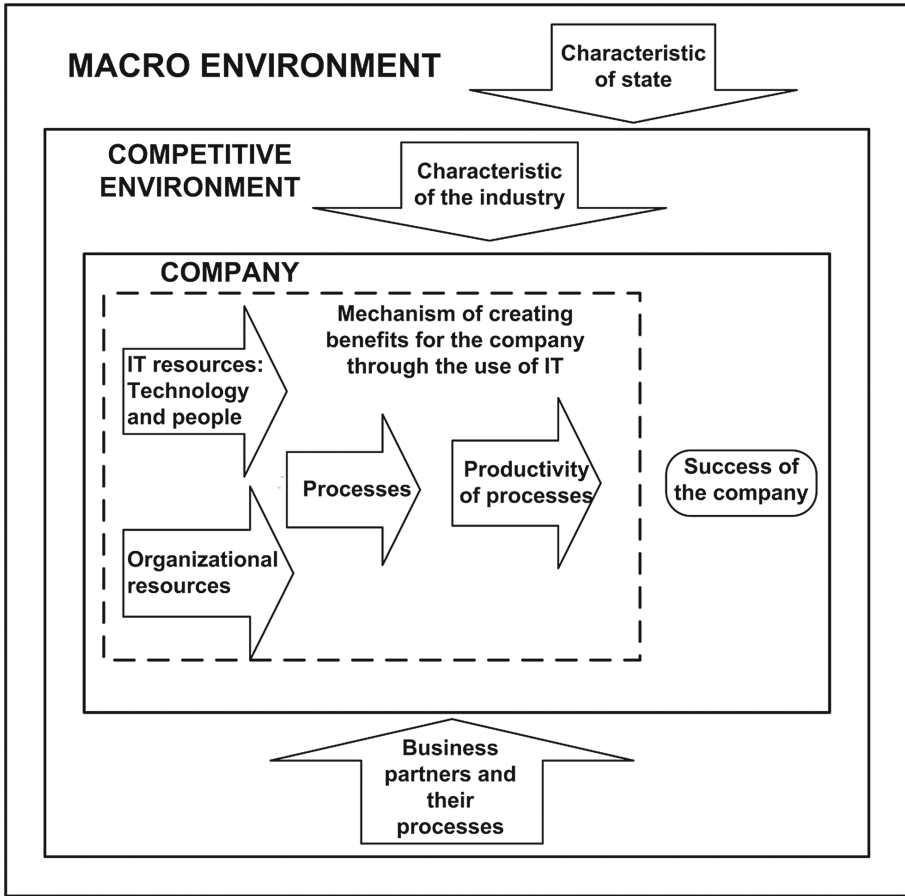 MACRO ENVIRONMENT
Characteristic
of state
COMPETITIVE
ENVIRONMENT
Characteristic
of the industry
COMPANY
Mechanism of creating
benefits for the company
through the use of IT
IT resources:
Technology
and people
Organizational
resources
Processes
Productivity
of processes
Success of
the company
Business
partners and
their
processes